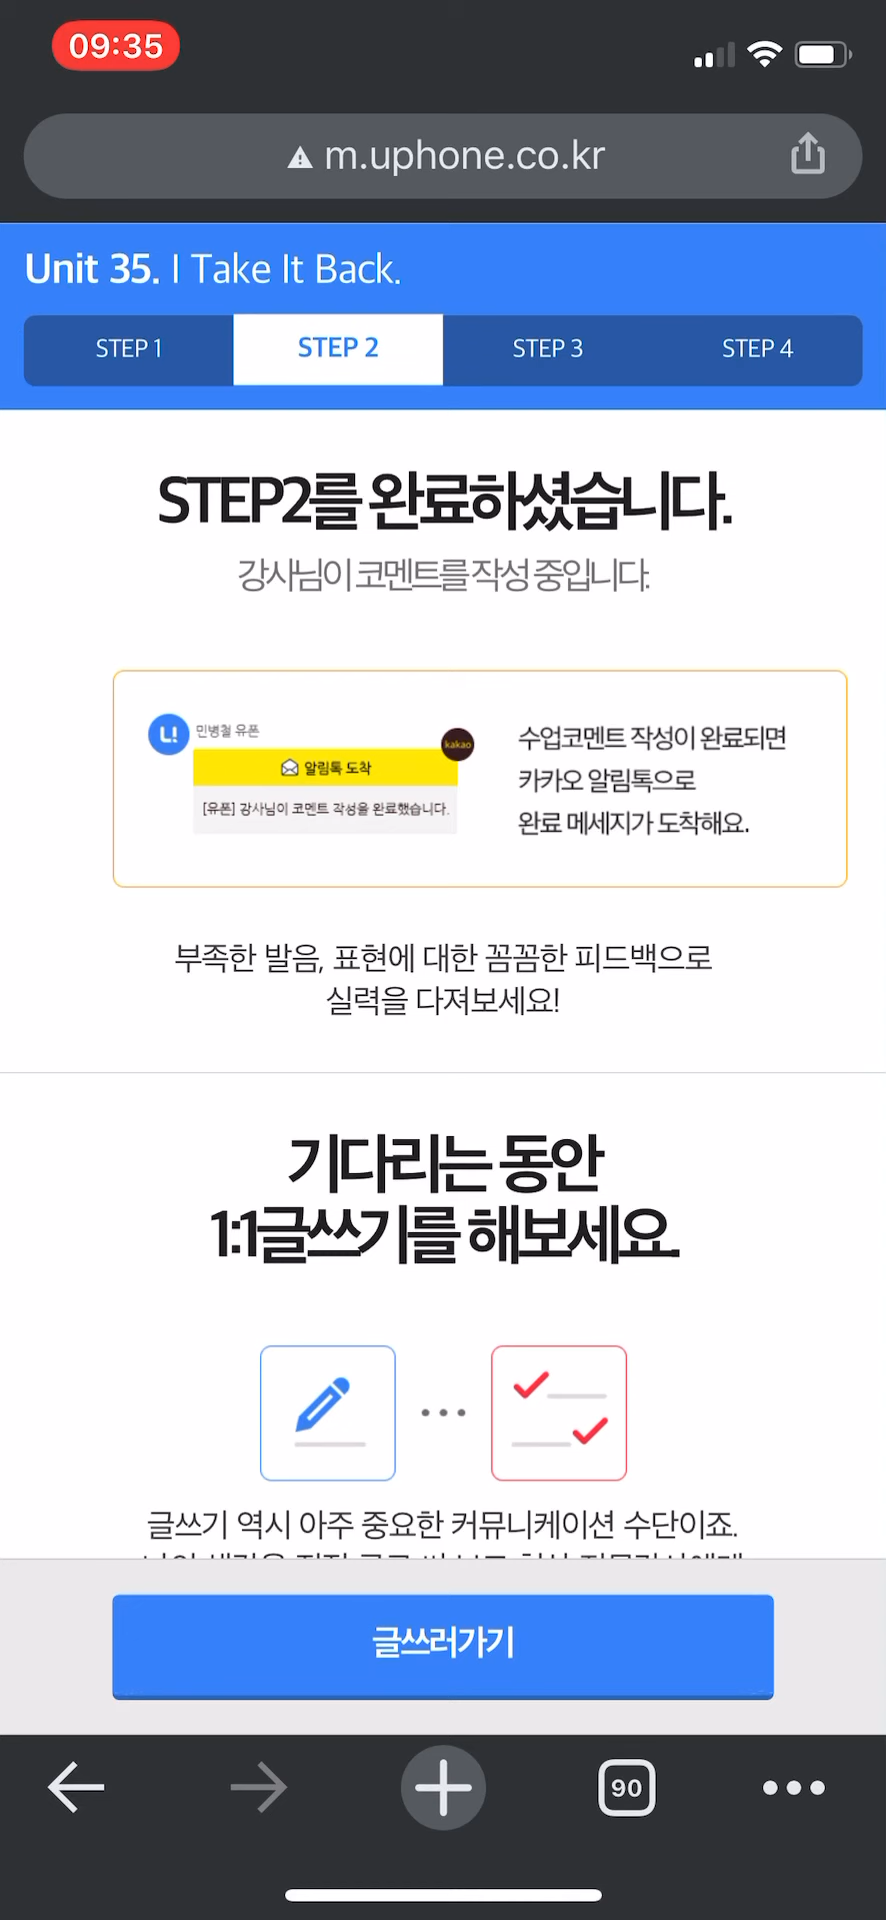 09:35
m.uphone.co.kr
Unit 35. I Take It Back.
STEP 1
STEP 2
STEP 3
STEP 4
STEP2를 완료하셨습니다.
강사님이 코멘트를 작성 중입니다.
민병철 유폰
kakao
알림톡 도착
[유폰] 강사님이 코멘트 작성을 완료했습니다.
수업코멘트 작성이 완료되면
카카오 알림톡으로
완료 메세지가 도착해요.
부족한 발음, 표현에 대한 꼼꼼한 피드백으로
실력을 다져보세요!
기다리는 동안
1:1글쓰기를 해보세요.
글쓰기 역시 아주 중요한 커뮤니케이션 수단이죠.
글쓰러가기
90